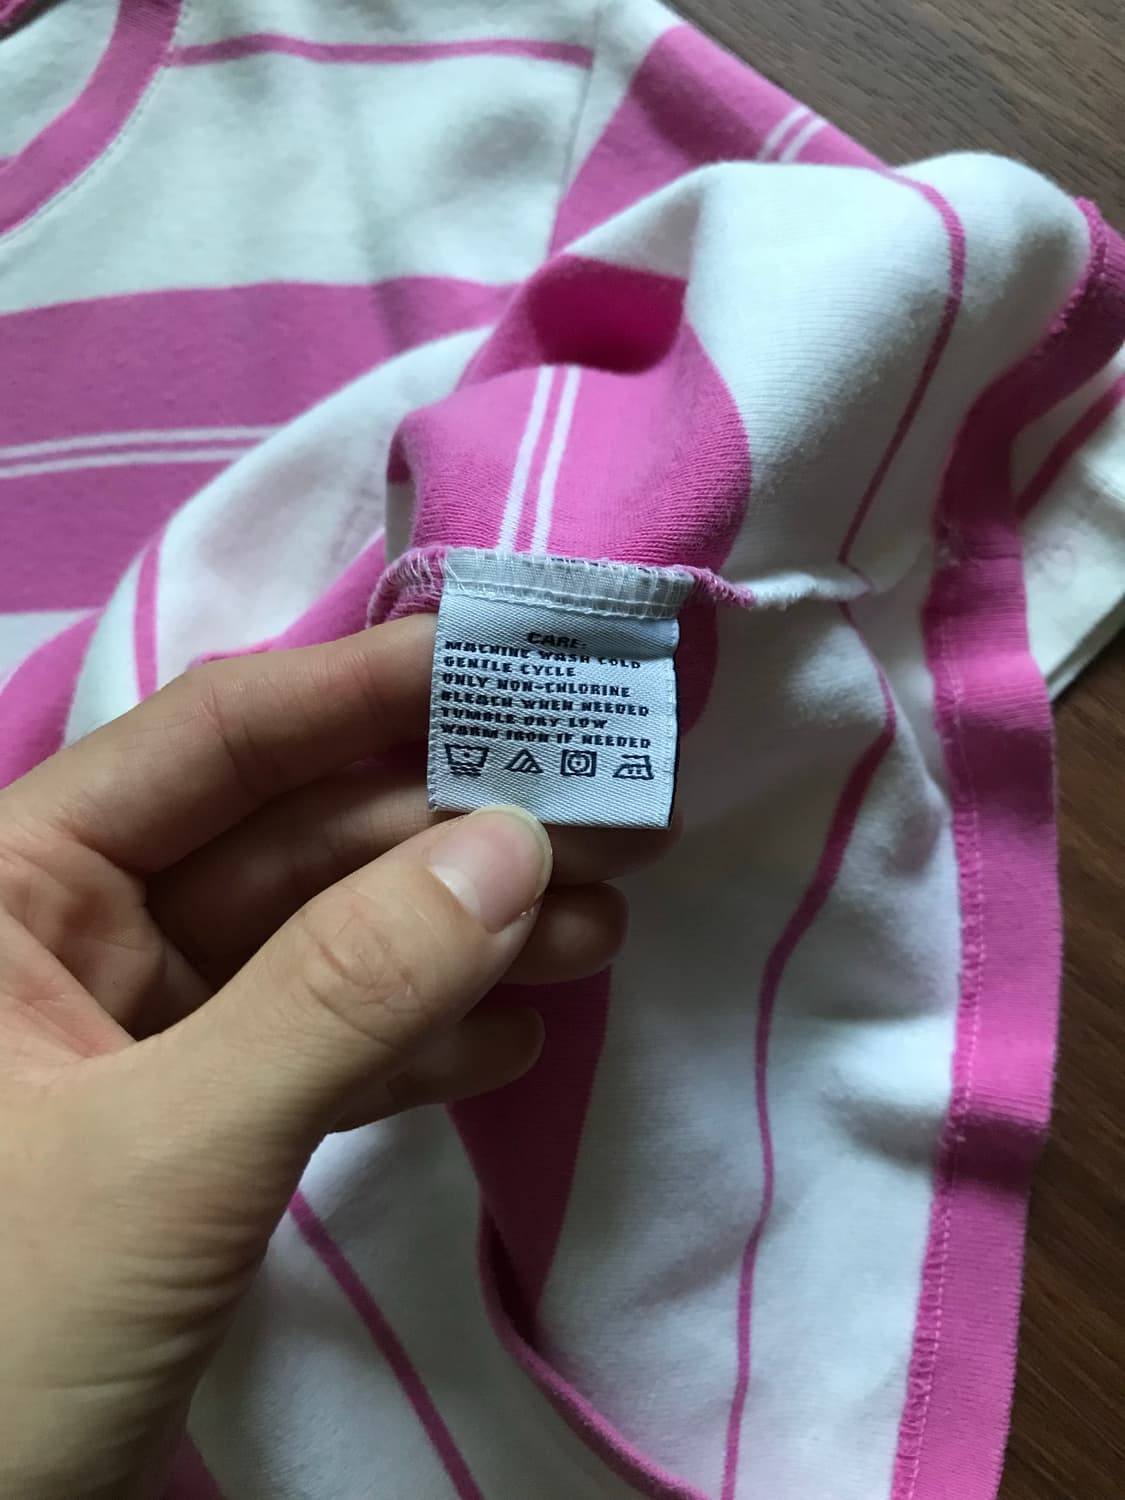 CARE:
MACHINE WASH COLD
GENTLE CYCLE
ONLY NON-CHLORINE
BLEACH WHEN NEEDED
TUMBLE DRY LOW
WARM IRON IF NEEDED